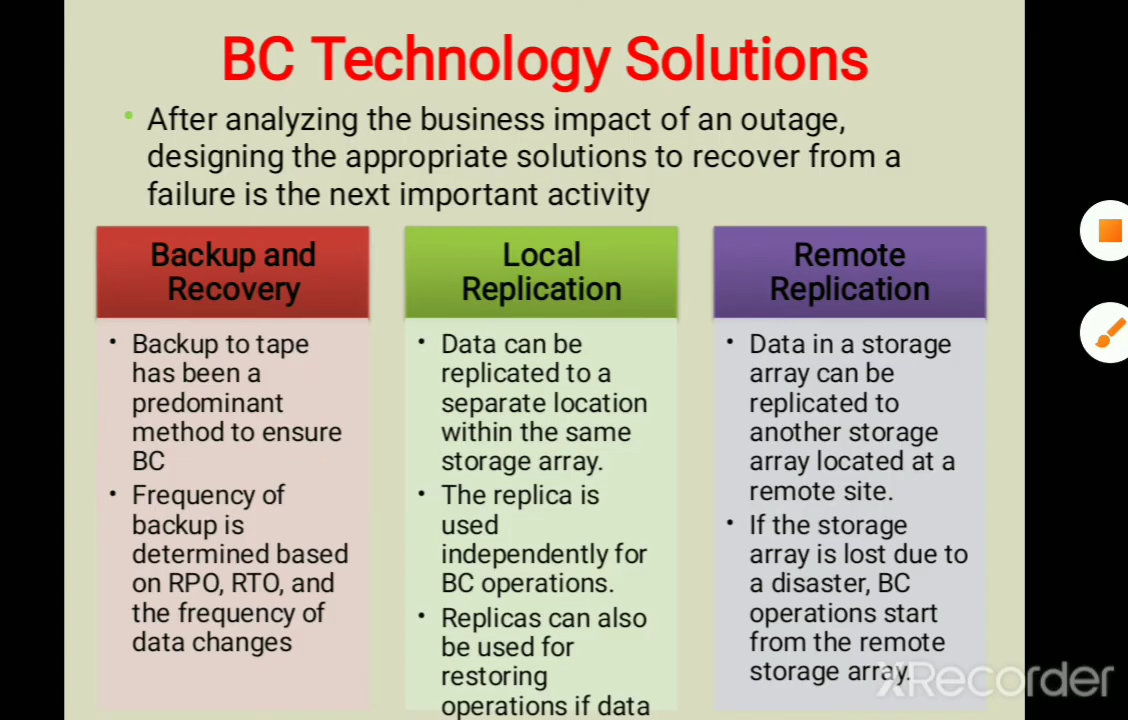 BC Technology Solutions
• After analyzing the business impact of an outage,
designing the appropriate solutions to recover from a
failure is the next important activity
Backup and
Recovery
• Backup to tape
has been a
predominant
method to ensure
BC
• Frequency of
backup is
determined based
on RPO, RTO, and
the frequency of
data changes
Local
Replication
• Data can be
replicated to a
separate location
within the same
storage array.
• The replica is
used
independently for
BC operations.
• Replicas can also
be used for
restoring
operations if data
Remote
Replication
• Data in a storage
array can be
replicated to
another storage
array located at a
remote site.
• If the storage
array is lost due to
a disaster, BC
operations start
from the remote
storage array.
XRecorder